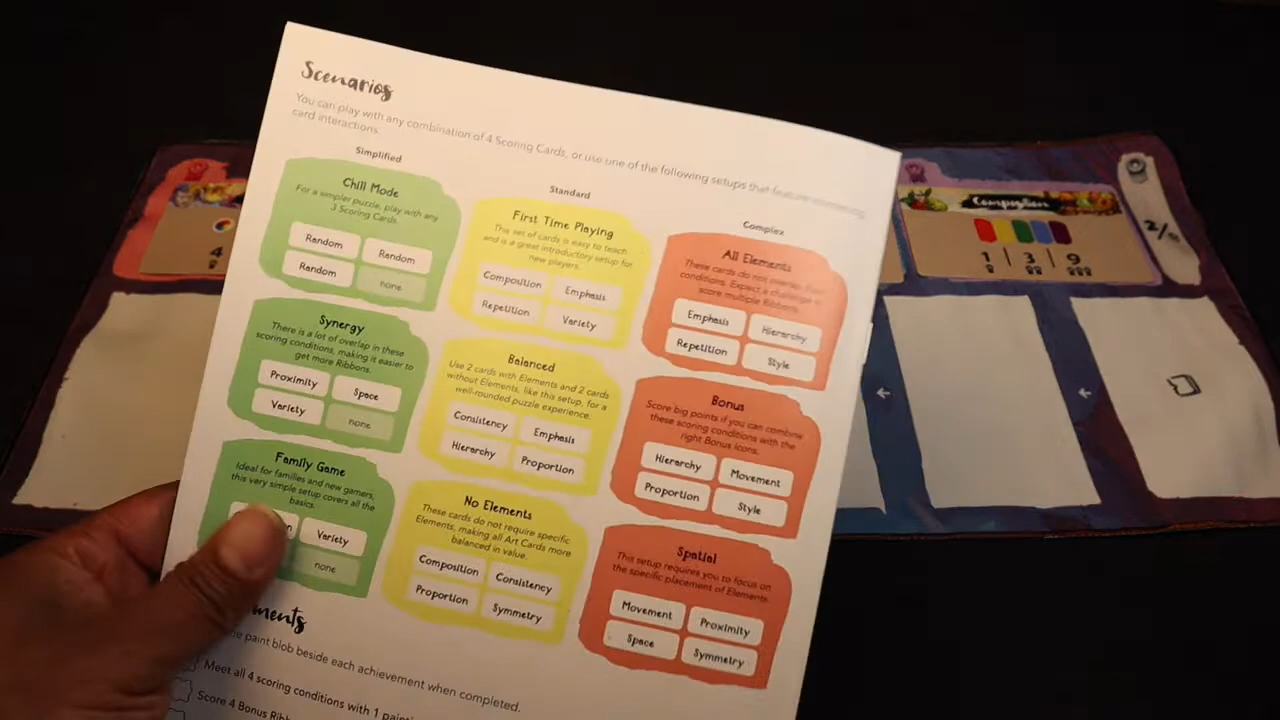 Scenarios
You can play with any combination of 4 Scoring Cards, or use one of the following setups that feature
card interactions.
Simplified
Chill Mode
For a simpler puzzle, play with any
3 Scoring Cards.
Random
Random
Random
none
Synergy
There is a lot of overlap in these
scoring conditions, making it easier to
get more Ribbons.
Proximity
Space
Variety
none
Family Game
Ideal for families and new gamers,
this very simple setup covers all the
basics.
Variety
none
Standard
First Time Playing
This set of cards is easy to teach
and is a great introductory setup for
new players.
Composition
Emphasis
Repetition
Variety
Balanced
Use 2 cards with Elements and 2 cards
without Elements, like this setup, for a
well-rounded puzzle experience.
Consistency
Emphasis
Hierarchy
Proportion
No Elements
These cards do not require specific
Elements, making all Art Cards more
balanced in value.
Composition
Consistency
Proportion
Symmetry
Complex
All Elements
These cards do not overlap their
conditions. Expect a challenge to
score multiple Ribbons.
Emphasis
Hierarchy
Repetition
Style
Bonus
Score big points if you can combine
these scoring conditions with the
right Bonus Icons.
Hierarchy
Movement
Proportion
Style
Spatial
This setup requires you to focus on
the specific placement of Elements.
Movement
Proximity
Space
Symmetry
paint blob beside each achievement when completed.
Meet all 4 scoring conditions with 1
Score 4 Bonus
4
Composition
1 3 9
2/